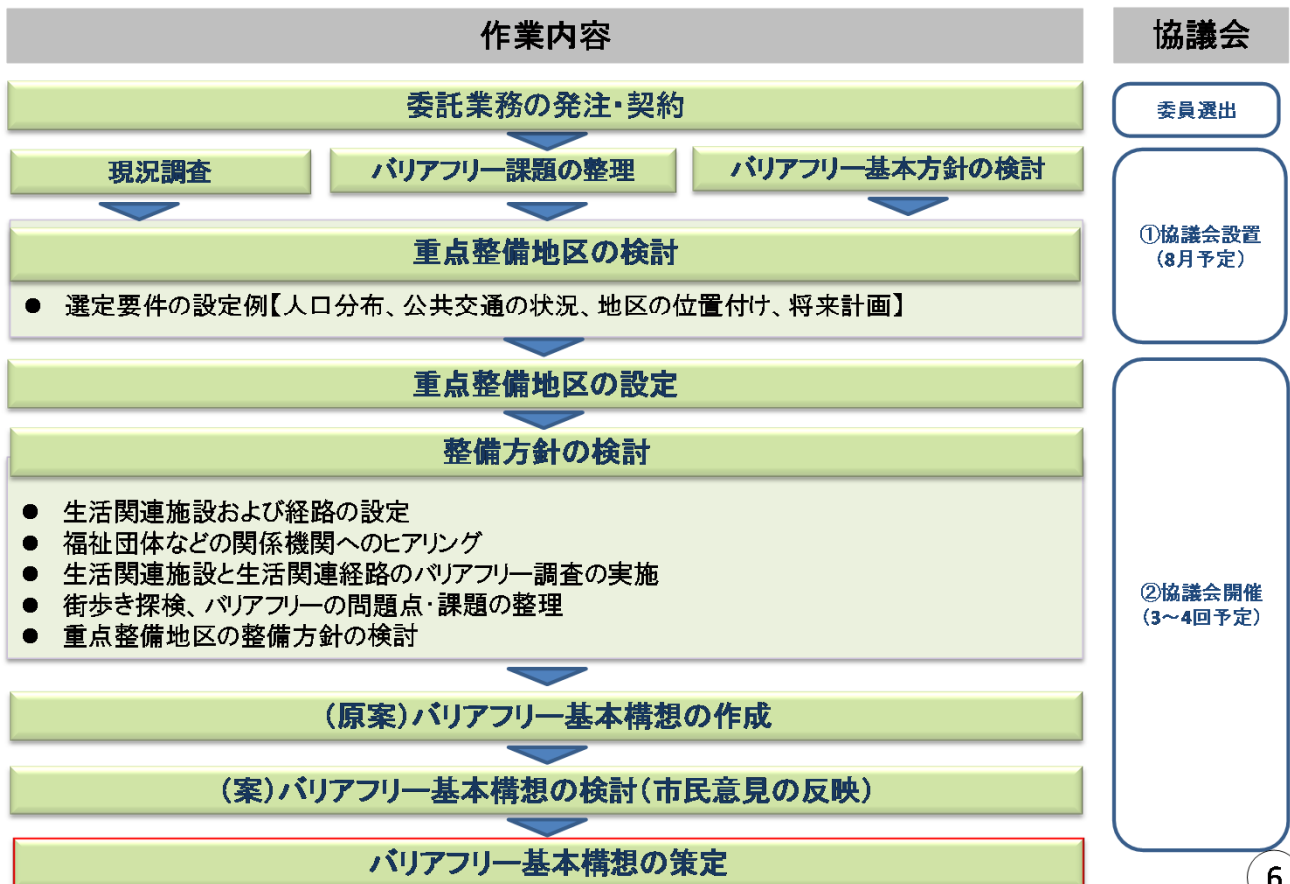 作業内容
協議会
委託業務の発注・契約
委員選出
現況調査
バリアフリー課題の整理
バリアフリー基本方針の検討
①協議会設置
(8月予定)
重点整備地区の検討
● 選定要件の設定例【人口分布、公共交通の状況、地区の位置付け、将来計画】
重点整備地区の設定
整備方針の検討
● 生活関連施設および経路の設定
● 福祉団体などの関係機関へのヒアリング
● 生活関連施設と生活関連経路のバリアフリー調査の実施
● 街歩き探検、バリアフリーの問題点・課題の整理
● 重点整備地区の整備方針の検討
②協議会開催
(3～4回予定)
(原案)バリアフリー基本構想の作成
(案)バリアフリー基本構想の検討(市民意見の反映)
バリアフリー基本構想の策定
6